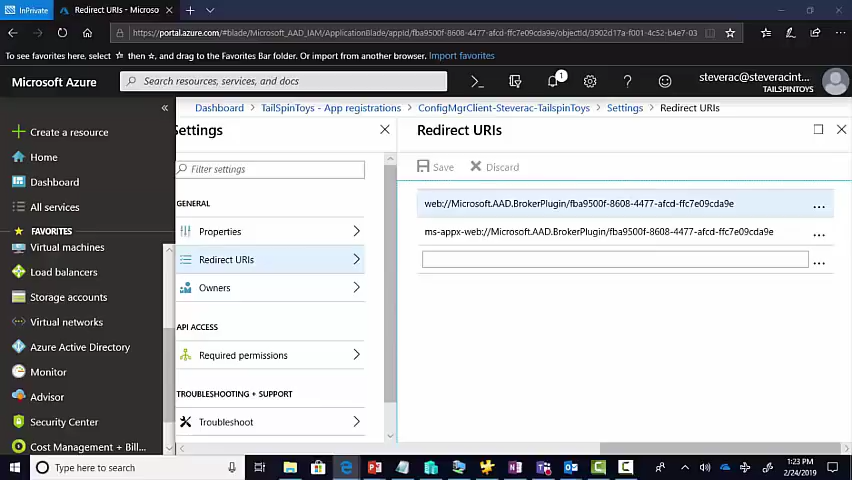 InPrivate
Redirect URIs - Microso
https://portal.azure.com/#blade/Microsoft_AAD_IAM/ApplicationBlade/appId/fba9500f-8608-4477-afcd-ffc7e09cda9e/objectId/3902d17a-f001-4c52-b4e7-03
To see favorites here, select ☆ then ☆, and drag to the Favorites Bar folder. Or import from another browser. Import favorites
Microsoft Azure
Search resources, services, and docs
1
steverac@steveracint...
TAILSPINTOYS
Create a resource
Home
Dashboard
All services
FAVORITES
Virtual machines
Load balancers
Storage accounts
Virtual networks
Azure Active Directory
Monitor
Advisor
Security Center
Cost Management + Bill...
Dashboard > TailSpinToys - App registrations > ConfigMgrClient-Steverac-TailspinToys > Settings > Redirect URIs
Settings
Filter settings
GENERAL
Properties
Redirect URIs
Owners
API ACCESS
Required permissions
TROUBLESHOOTING + SUPPORT
Troubleshoot
Redirect URIs
Save
Discard
web://Microsoft.AAD.BrokerPlugin/fba9500f-8608-4477-afcd-ffc7e09cda9e
ms-appx-web://Microsoft.AAD.BrokerPlugin/fba9500f-8608-4477-afcd-ffc7e09cda9e
Type here to search
1:23 PM
2/24/2019